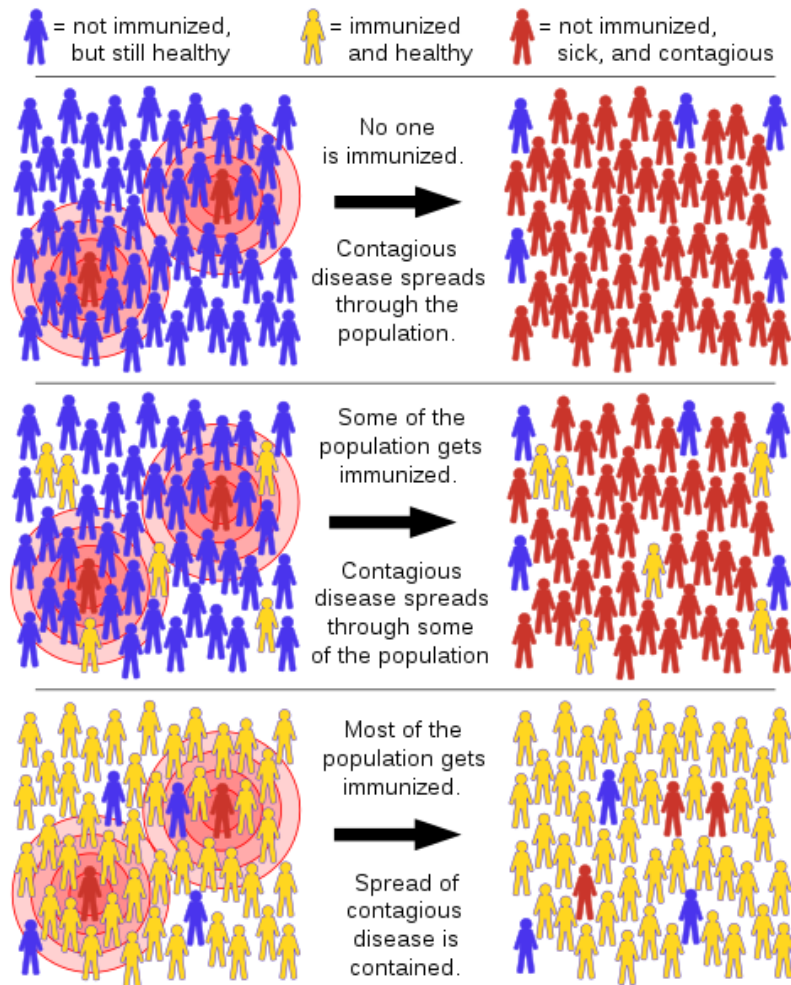 = not immunized,
but still healthy
= immunized
and healthy
= not immunized,
sick, and contagious
No one
is immunized.
Contagious
disease spreads
through the
population.
Some of the
population gets
immunized.
Contagious
disease spreads
through some
of the population
Most of the
population gets
immunized.
Spread of
contagious
disease is
contained.